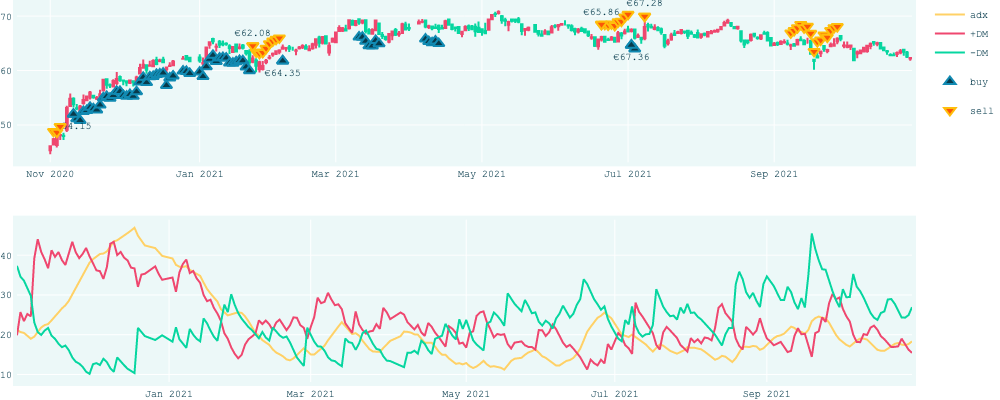 €67.28
€65.86
70
adx
+DM
−DM
€62.08
€67.36
60
€64.35
buy
sell
50
4.15
Nov 2020
Jan 2021
Mar 2021
May 2021
Jul 2021
Sep 2021
40
30
20
10
Jan 2021
Mar 2021
May 2021
Jul 2021
Sep 2021